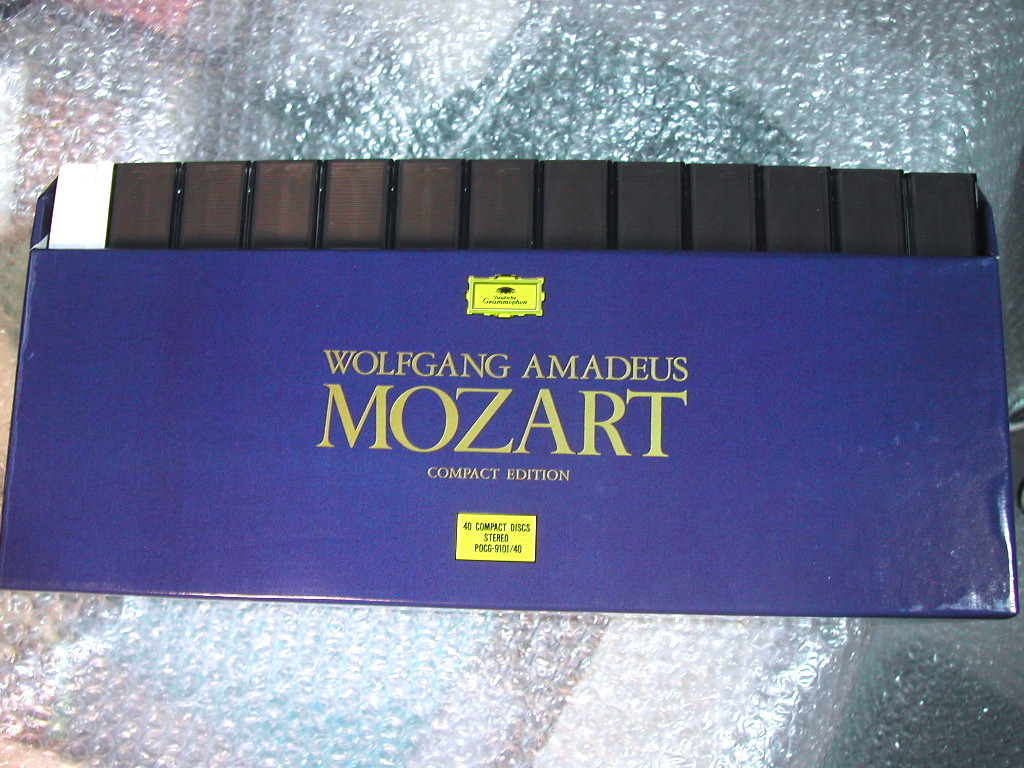 Deutsche
Grammophon
WOLFGANG AMADEUS
MOZART
COMPACT EDITION
40 COMPACT DISCS
STEREO
POCG-9101/40